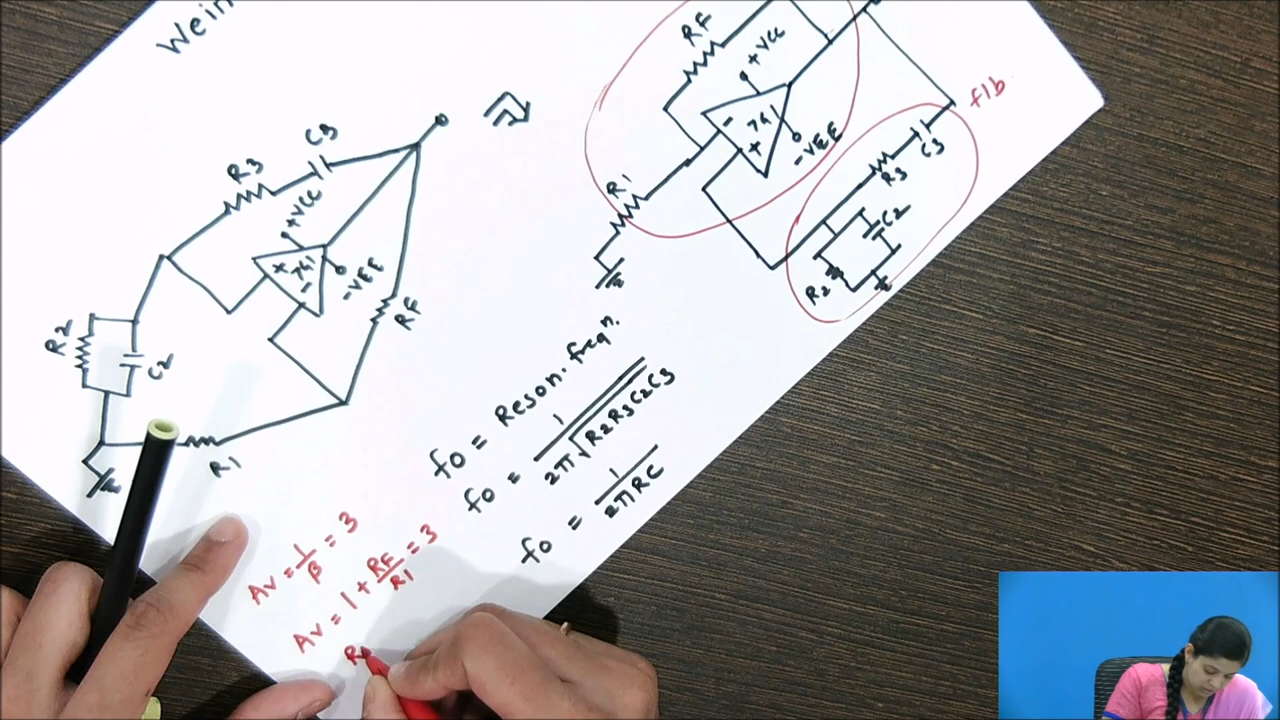 Wein
R3
C3
+VCC
+
741
-
-VEE
RF
R2
C2
R1
RF
+VCC
-
741
+
-VEE
R1
f/b
C3
R3
C2
R2
fo = Reson. freqn.
fo = 1/2π√R2R3C2C3
fo = 1/2πRC
Av = 1/β = 3
Av = 1 + RF/R1 = 3